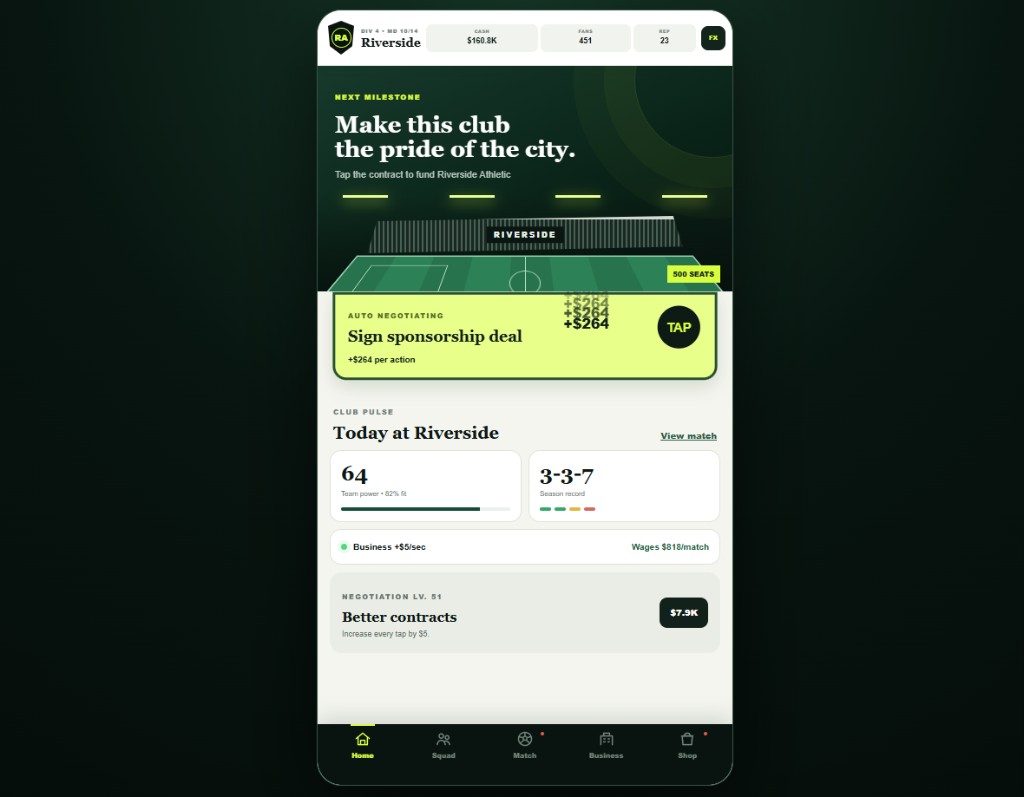 RA
DIV 4 • MD 10/14
Riverside
CASH
$160.8K
FANS
451
REP
23
FX
NEXT MILESTONE
Make this club
the pride of the city.
Tap the contract to fund Riverside Athletic
RIVERSIDE
500 SEATS
+$264
+$264
+$264
+$264
AUTO NEGOTIATING
Sign sponsorship deal
+$264 per action
TAP
CLUB PULSE
Today at Riverside
View match
64
Team power • 82% fit
3-3-7
Season record
Business +$5/sec
Wages $818/match
NEGOTIATION LV. 51
Better contracts
Increase every tap by $5.
$7.9K
Home
Squad
Match
Business
Shop